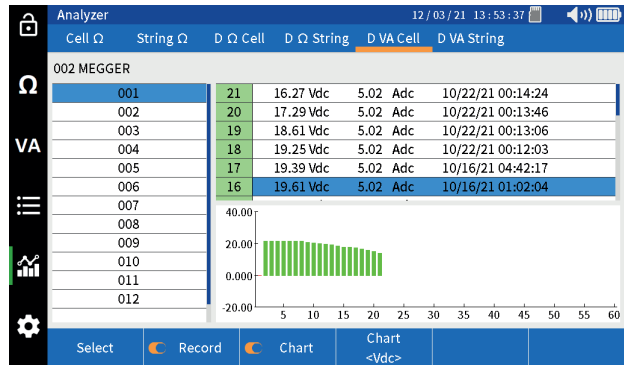 Analyzer 12/03/21 13:53:37
Cell Ω String Ω D Ω Cell D Ω String D VA Cell D VA String
002 MEGGER
Ω
VA
001
002
003
004
005
006
007
008
009
010
011
012
21 16.27 Vdc 5.02 Adc 10/22/21 00:14:24
20 17.29 Vdc 5.02 Adc 10/22/21 00:13:46
19 18.61 Vdc 5.02 Adc 10/22/21 00:13:06
18 19.25 Vdc 5.02 Adc 10/22/21 00:12:03
17 19.39 Vdc 5.02 Adc 10/16/21 04:42:17
16 19.61 Vdc 5.02 Adc 10/16/21 01:02:04
40.00
20.00
0.000
-20.00
5 10 15 20 25 30 35 40 45 50 55 60
Select Record Chart Chart
<Vdc>